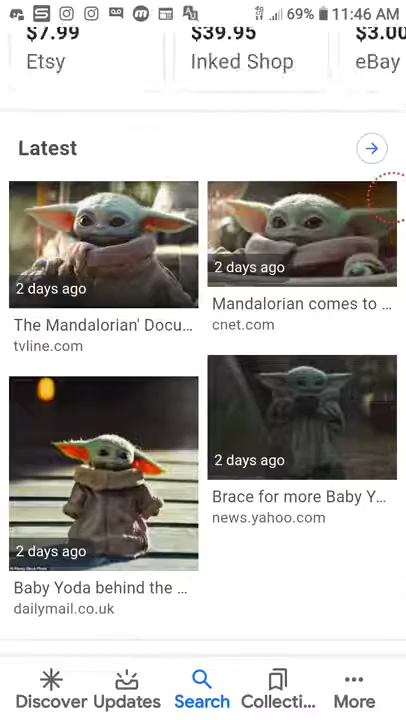 69% 11:46 AM
$7.99
$39.95
$3.00
Etsy
Inked Shop
eBay
Latest
2 days ago
The Mandalorian' Docu...
tvline.com
2 days ago
Mandalorian comes to ...
cnet.com
2 days ago
Baby Yoda behind the ...
dailymail.co.uk
2 days ago
Brace for more Baby Y...
news.yahoo.com
Discover
Updates
Search
Collecti...
More